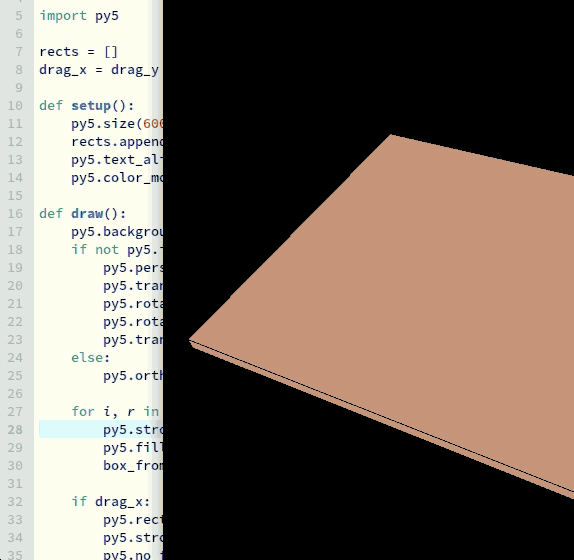 5 import py5
6
7 rects = []
8 drag_x = drag_y
9
10 def setup():
11 py5.size(600
12 rects.appen
13 py5.text_al
14 py5.color_mo
15
16 def draw():
17 py5.backgrou
18 if not py5.
19 py5.pers
20 py5.tran
21 py5.rota
22 py5.rota
23 py5.tran
24 else:
25 py5.orth
26
27 for i, r in
28 py5.stro
29 py5.fill
30 box_from
31
32 if drag_x:
33 py5.rect
34 py5.stro
35 py5.no_f